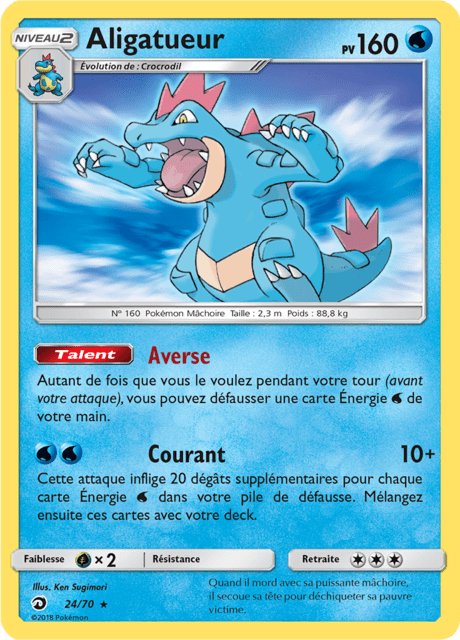 NIVEAU 2 Aligatueur PV 160
Évolution de : Crocrodil
N° 160 Pokémon Mâchoire Taille : 2,3 m Poids : 88,8 kg
Talent Averse
Autant de fois que vous le voulez pendant votre tour (avant
votre attaque), vous pouvez défausser une carte Énergie de
votre main.
Courant 10+
Cette attaque inflige 20 dégâts supplémentaires pour chaque
carte Énergie dans votre pile de défausse. Mélangez
ensuite ces cartes avec votre deck.
Faiblesse × 2 Résistance Retraite
Illus. Ken Sugimori
Quand il mord avec sa puissante mâchoire,
il secoue sa tête pour déchiqueter sa pauvre
victime.
24/70 ★
©2018 Pokémon